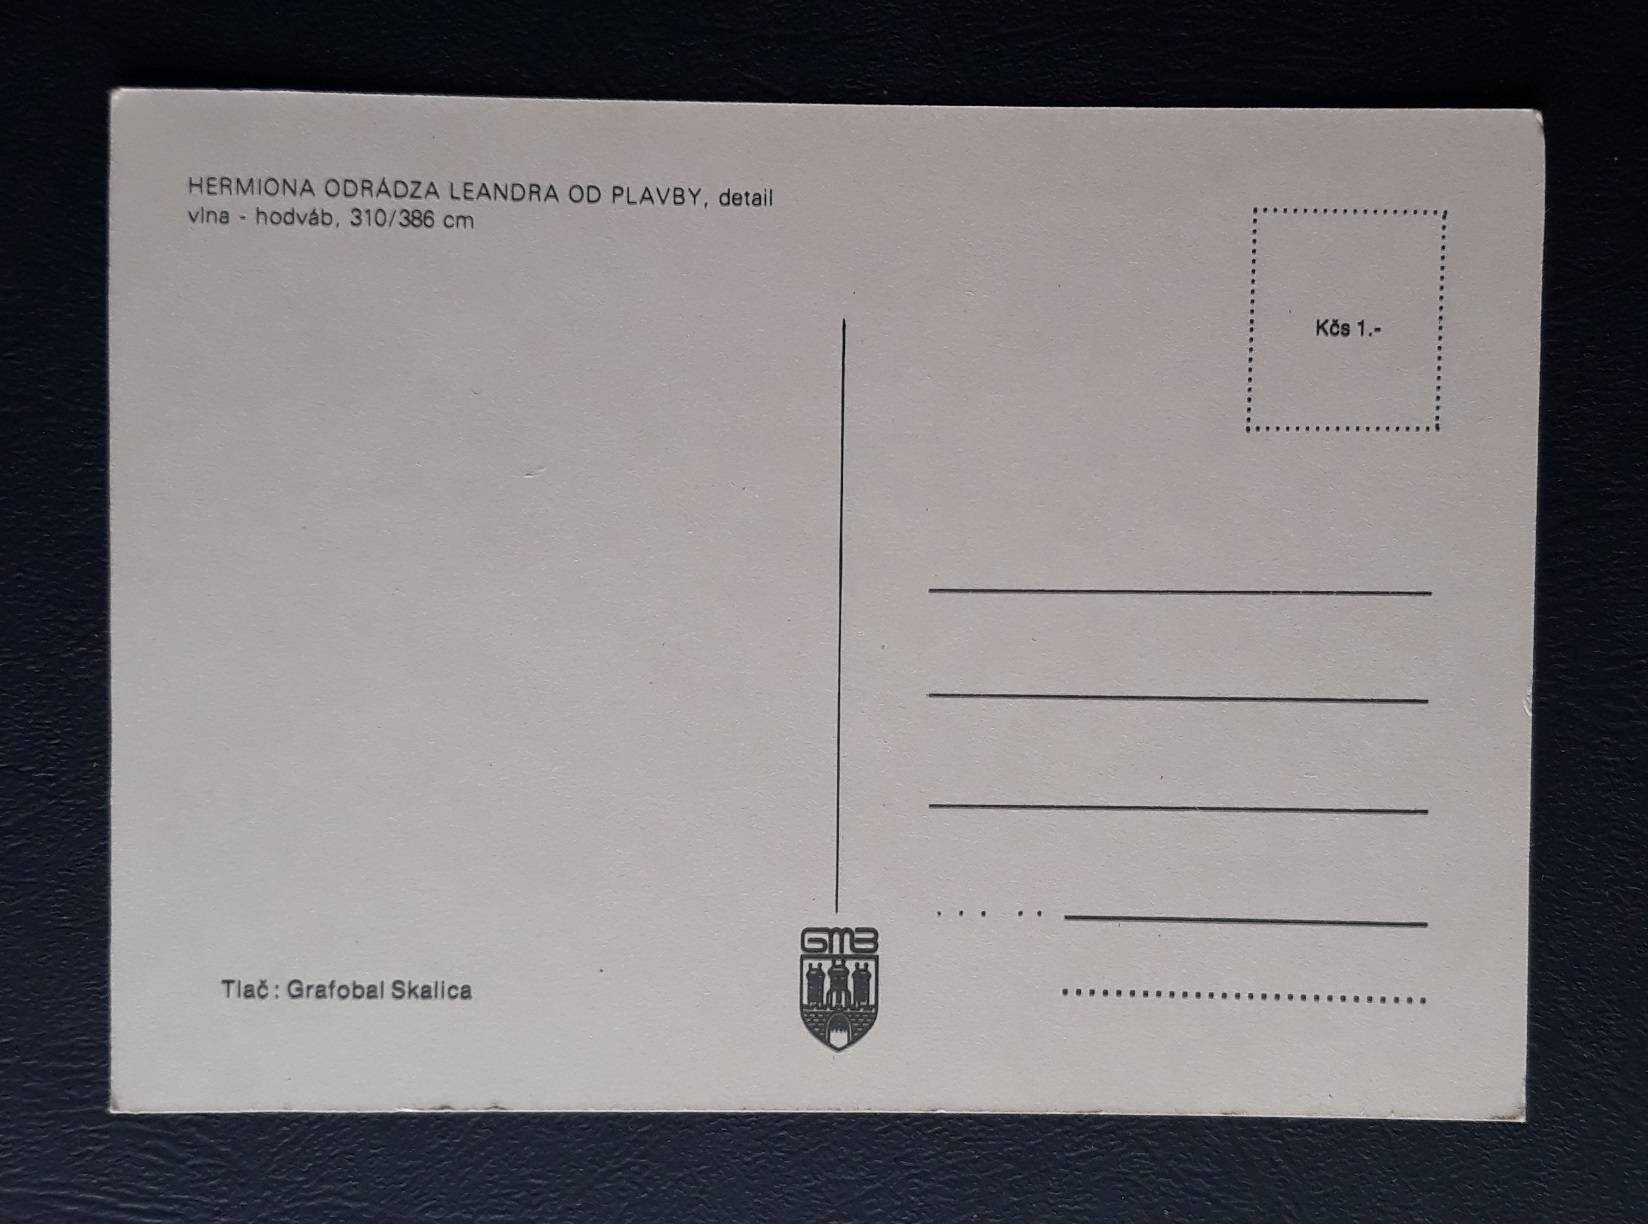 HERMIONA ODRÁDZA LEANDRA OD PLAVBY, detail
vlna - hodváb, 310/386 cm
Kčs 1.-
GMB
Tlač: Grafobal Skalica